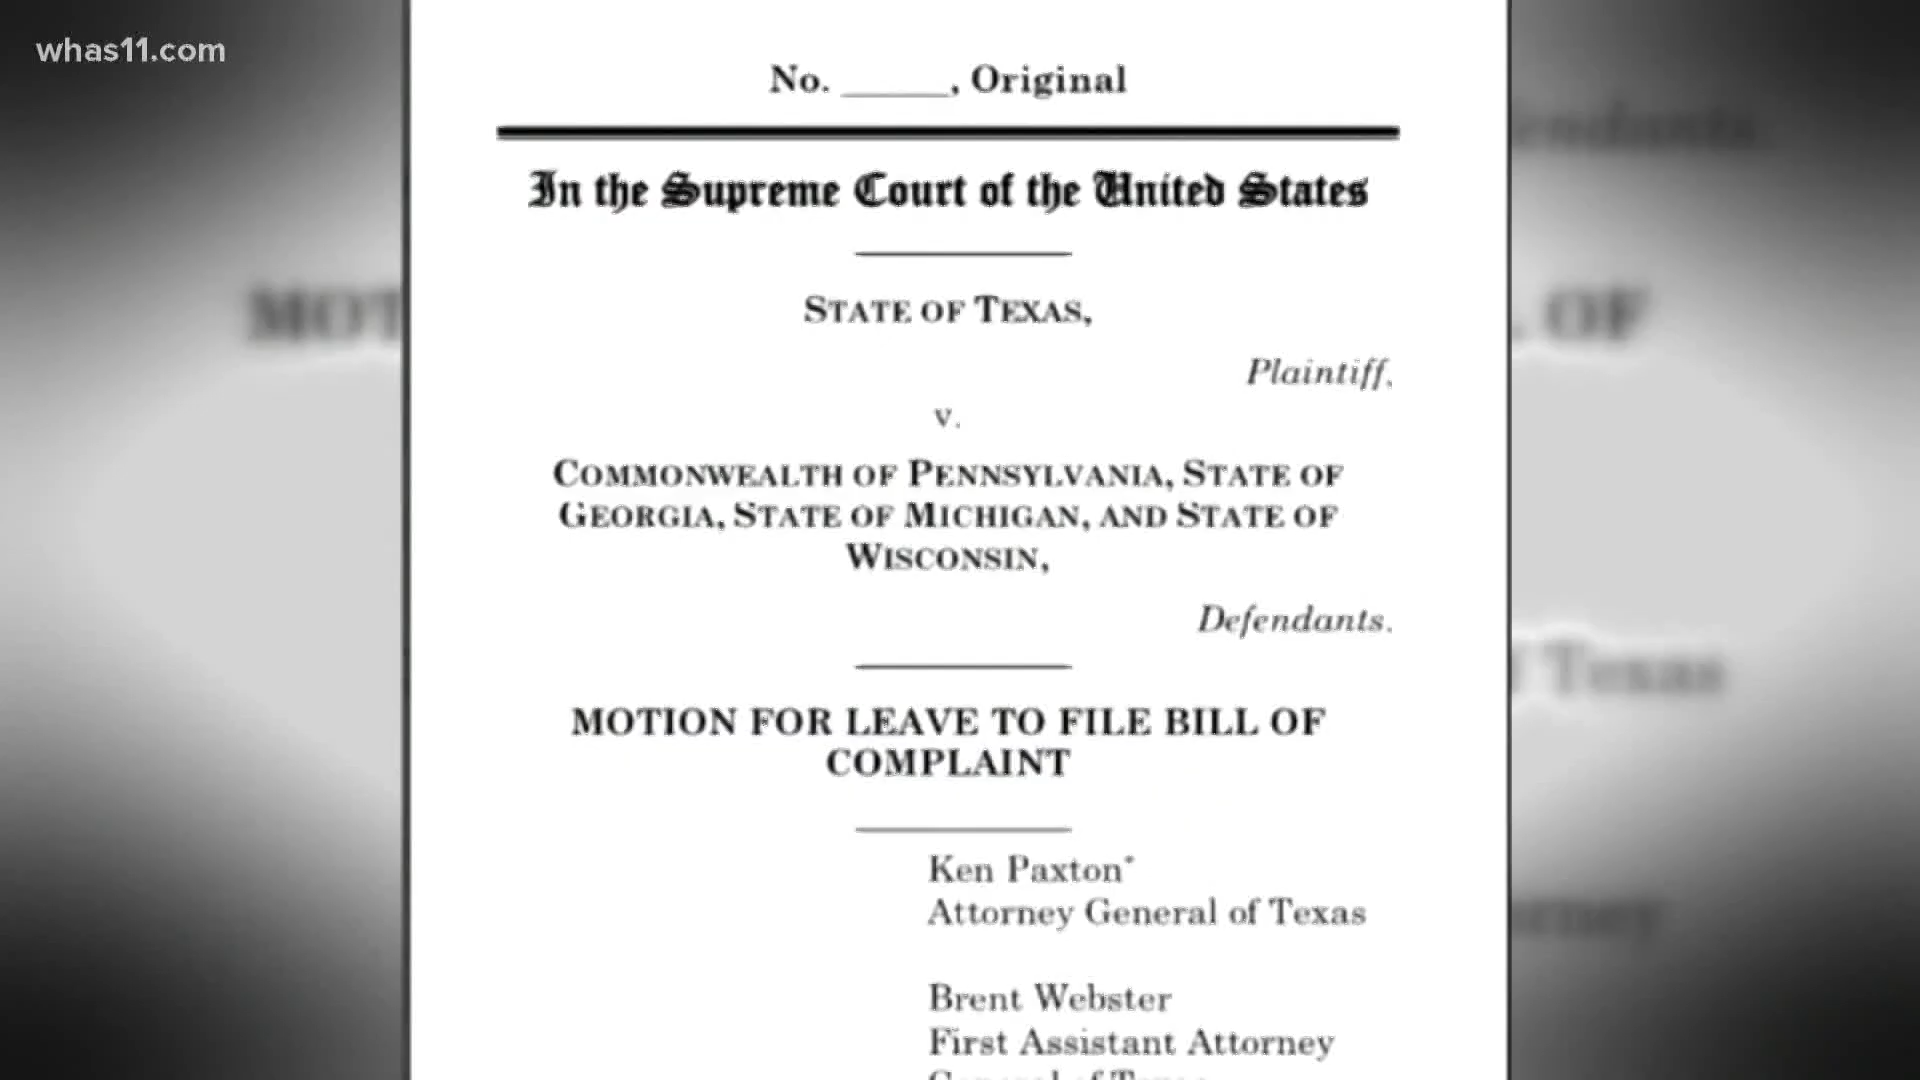 whas11.com
No. ______, Original
In the Supreme Court of the United States
STATE OF TEXAS,
Plaintiff,
v.
COMMONWEALTH OF PENNSYLVANIA, STATE OF
GEORGIA, STATE OF MICHIGAN, AND STATE OF
WISCONSIN,
Defendants.
MOTION FOR LEAVE TO FILE BILL OF
COMPLAINT
Ken Paxton*
Attorney General of Texas
Brent Webster
First Assistant Attorney